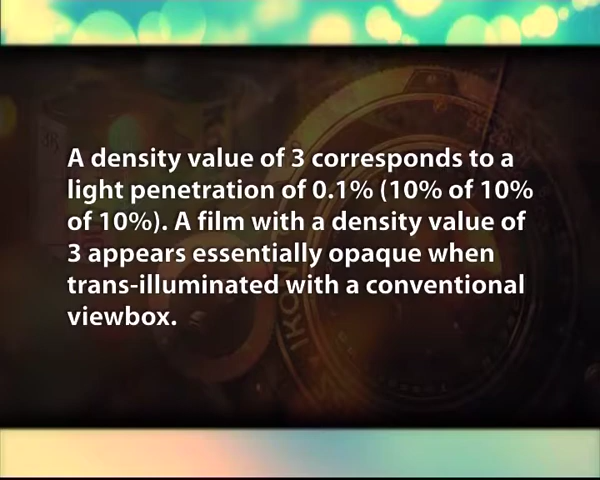 A density value of 3 corresponds to a
light penetration of 0.1% (10% of 10%
of 10%). A film with a density value of
3 appears essentially opaque when
trans-illuminated with a conventional
viewbox.